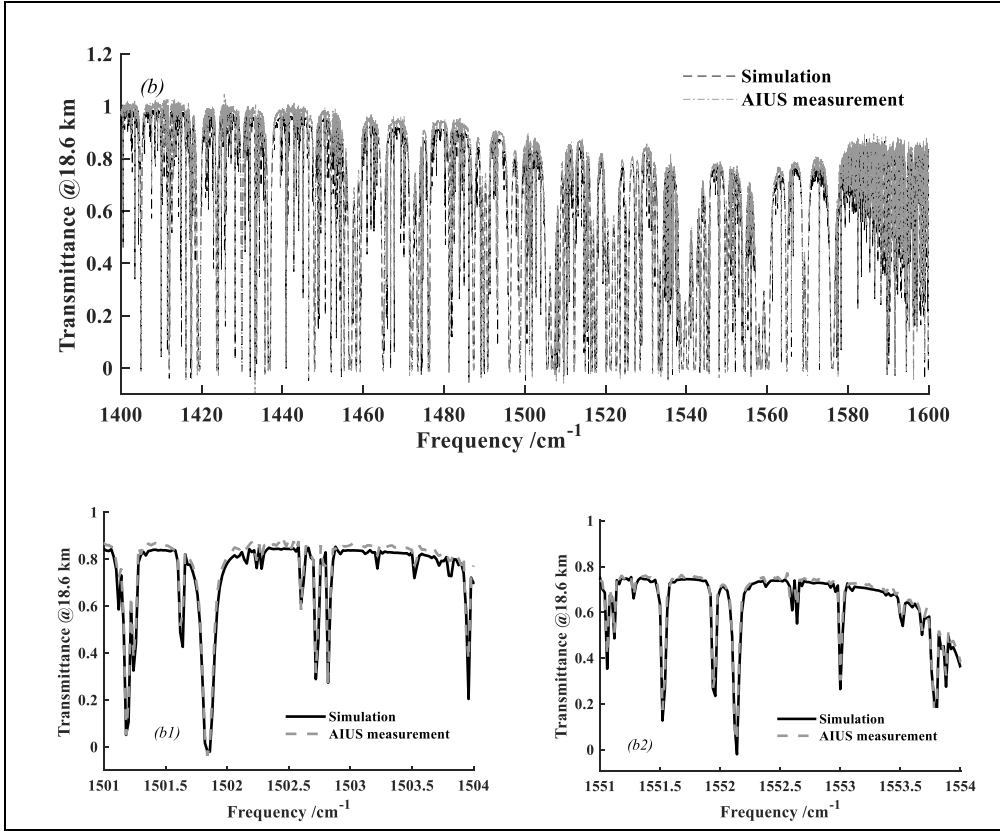 (b)
Simulation
AIUS measurement
Transmittance @18.6 km
1.2
1
0.8
0.6
0.4
0.2
0
1400 1420 1440 1460 1480 1500 1520 1540 1560 1580 1600
Frequency /cm-1
Transmittance @18.6 km
1
0.8
0.6
0.4
0.2
0
(b1)
Simulation
AIUS measurement
1501 1501.5 1502 1502.5 1503 1503.5 1504
Frequency /cm-1
Transmittance @18.6 km
1
0.8
0.6
0.4
0.2
0
(b2)
Simulation
AIUS measurement
1551 1551.5 1552 1552.5 1553 1553.5 1554
Frequency /cm-1